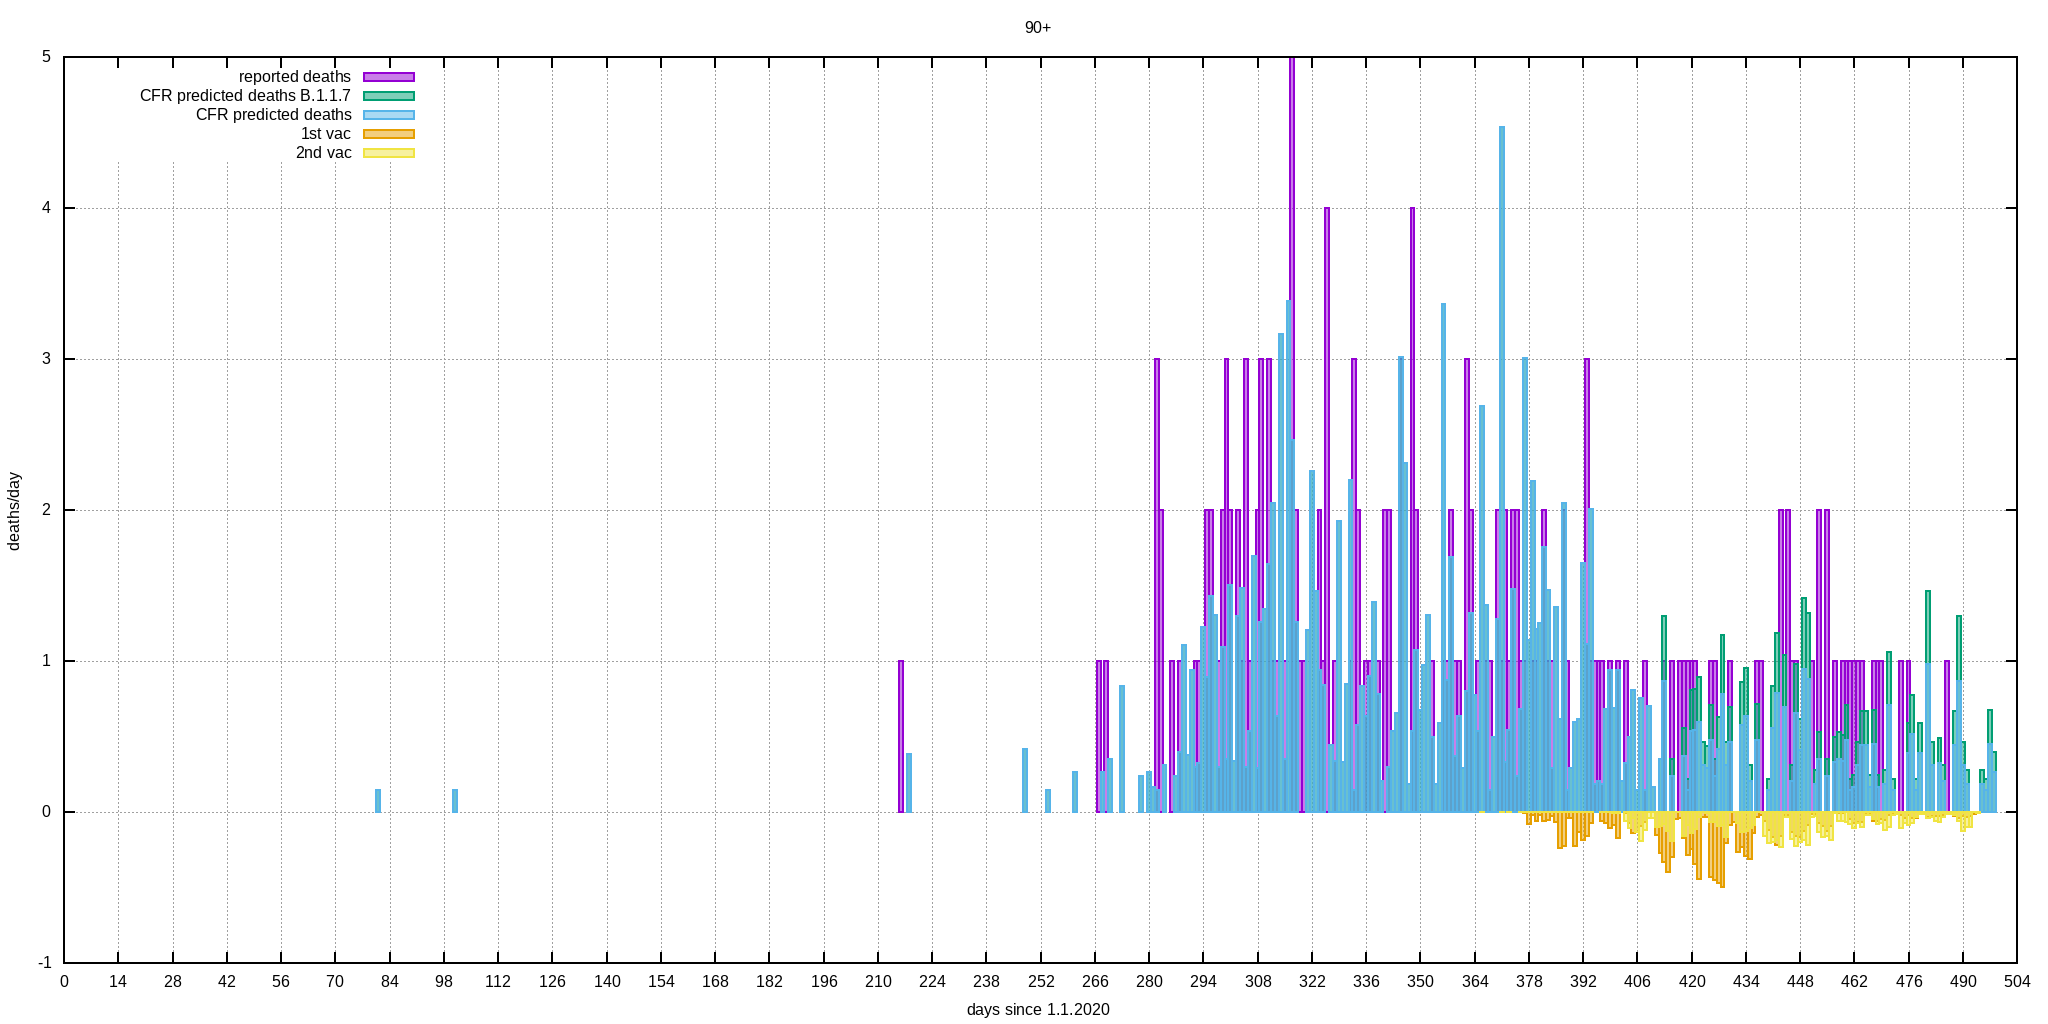 90+
reported deaths
CFR predicted deaths B.1.1.7
CFR predicted deaths
1st vac
2nd vac
5
4
3
2
1
0
-1
deaths/day
0 14 28 42 56 70 84 98 112 126 140 154 168 182 196 210 224 238 252 266 280 294 308 322 336 350 364 378 392 406 420 434 448 462 476 490 504
days since 1.1.2020